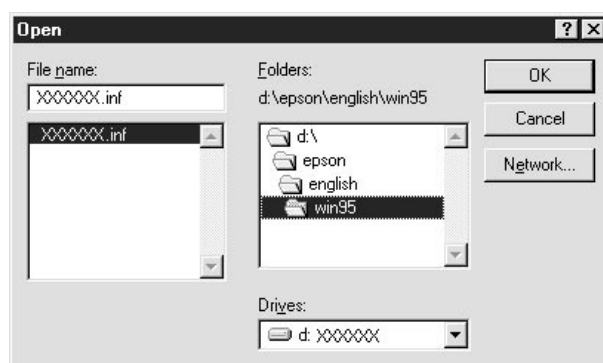 Open
File name:
XXXXXX.inf
XXXXXX.inf
Folders:
d:\epson\english\win95
d:\
epson
english
win95
Drives:
d: XXXXXX
OK
Cancel
Network...